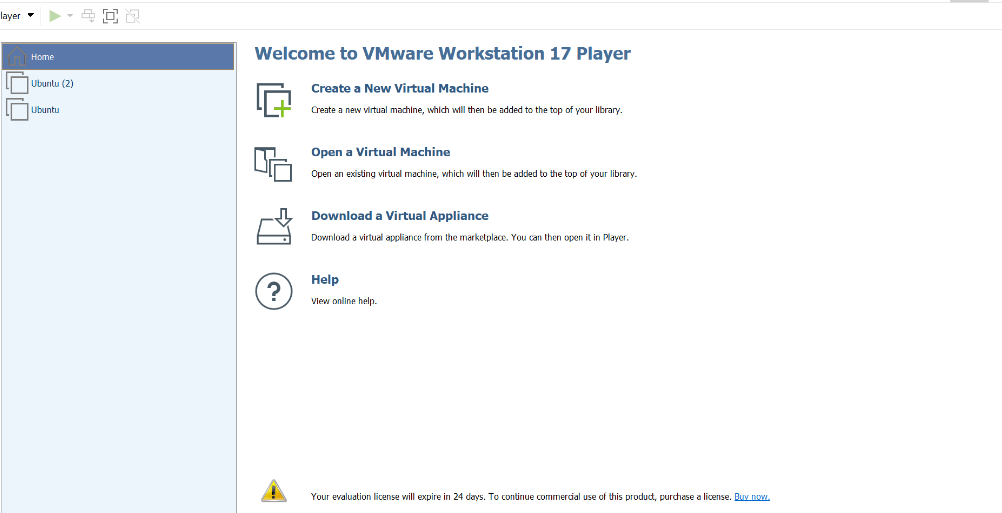 layer
Home
Ubuntu (2)
Ubuntu
Welcome to VMware Workstation 17 Player
Create a New Virtual Machine
Create a new virtual machine, which will then be added to the top of your library.
Open a Virtual Machine
Open an existing virtual machine, which will then be added to the top of your library.
Download a Virtual Appliance
Download a virtual appliance from the marketplace. You can then open it in Player.
Help
View online help.
Your evaluation license will expire in 24 days. To continue commercial use of this product, purchase a license. Buy now.